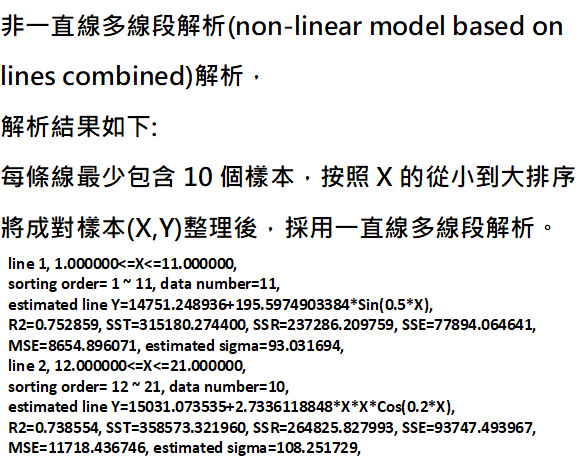 非一直線多線段解析(non-linear model based on
lines combined)解析，
解析結果如下:
每條線最少包含 10 個樣本，按照 X 的從小到大排序
將成對樣本(X,Y)整理後，採用一直線多線段解析。
line 1, 1.000000<=X<=11.000000,
sorting order= 1 ~ 11, data number=11,
estimated line Y=14751.248936+195.5974903384*Sin(0.5*X),
R2=0.752859, SST=315180.274400, SSR=237286.209759, SSE=77894.064641,
MSE=8654.896071, estimated sigma=93.031694,
line 2, 12.000000<=X<=21.000000,
sorting order= 12 ~ 21, data number=10,
estimated line Y=15031.073535+2.7336118848*X*X*Cos(0.2*X),
R2=0.738554, SST=358573.321960, SSR=264825.827993, SSE=93747.493967,
MSE=11718.436746, estimated sigma=108.251729,